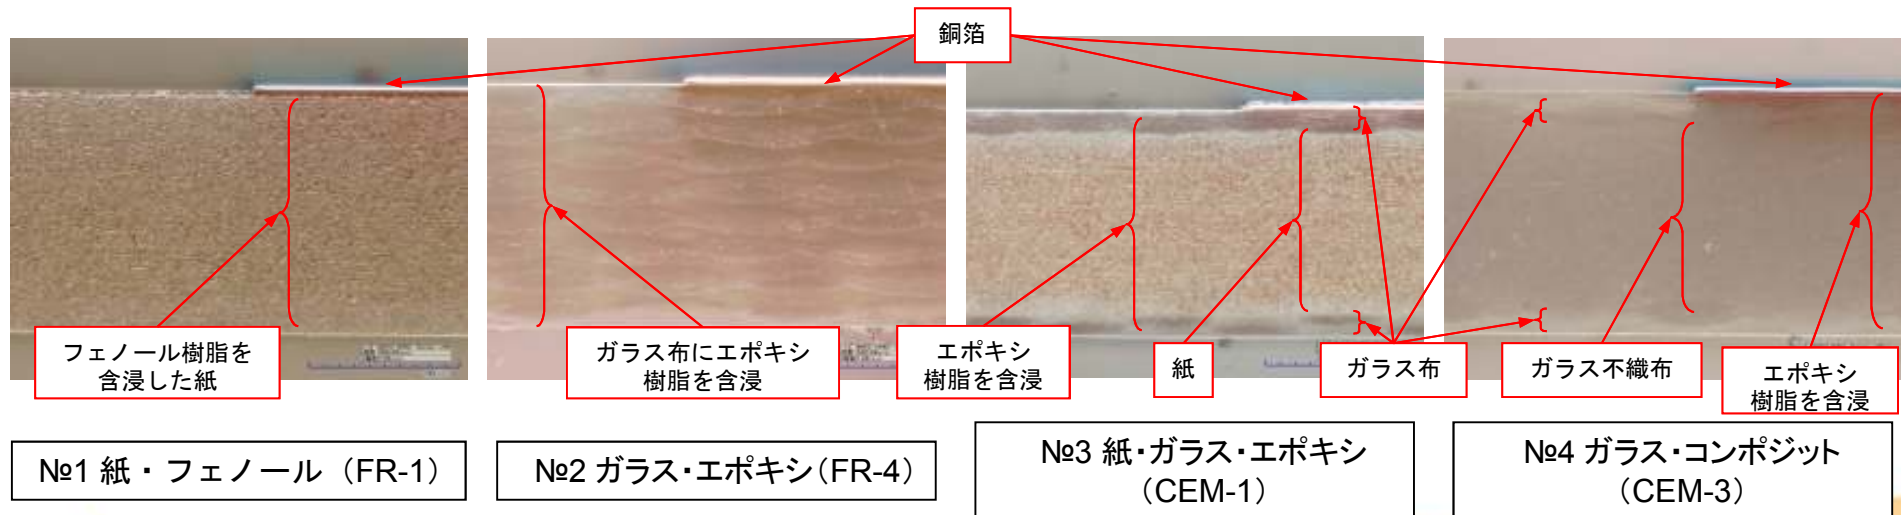 銅箔
フェノール樹脂を
含浸した紙
ガラス布にエポキシ
樹脂を含浸
エポキシ
樹脂を含浸
紙
ガラス布
ガラス不織布
エポキシ
樹脂を含浸
№1 紙・フェノール（FR-1）
№2 ガラス・エポキシ（FR-4）
№3 紙・ガラス・エポキシ
（CEM-1）
№4 ガラス・コンポジット
（CEM-3）